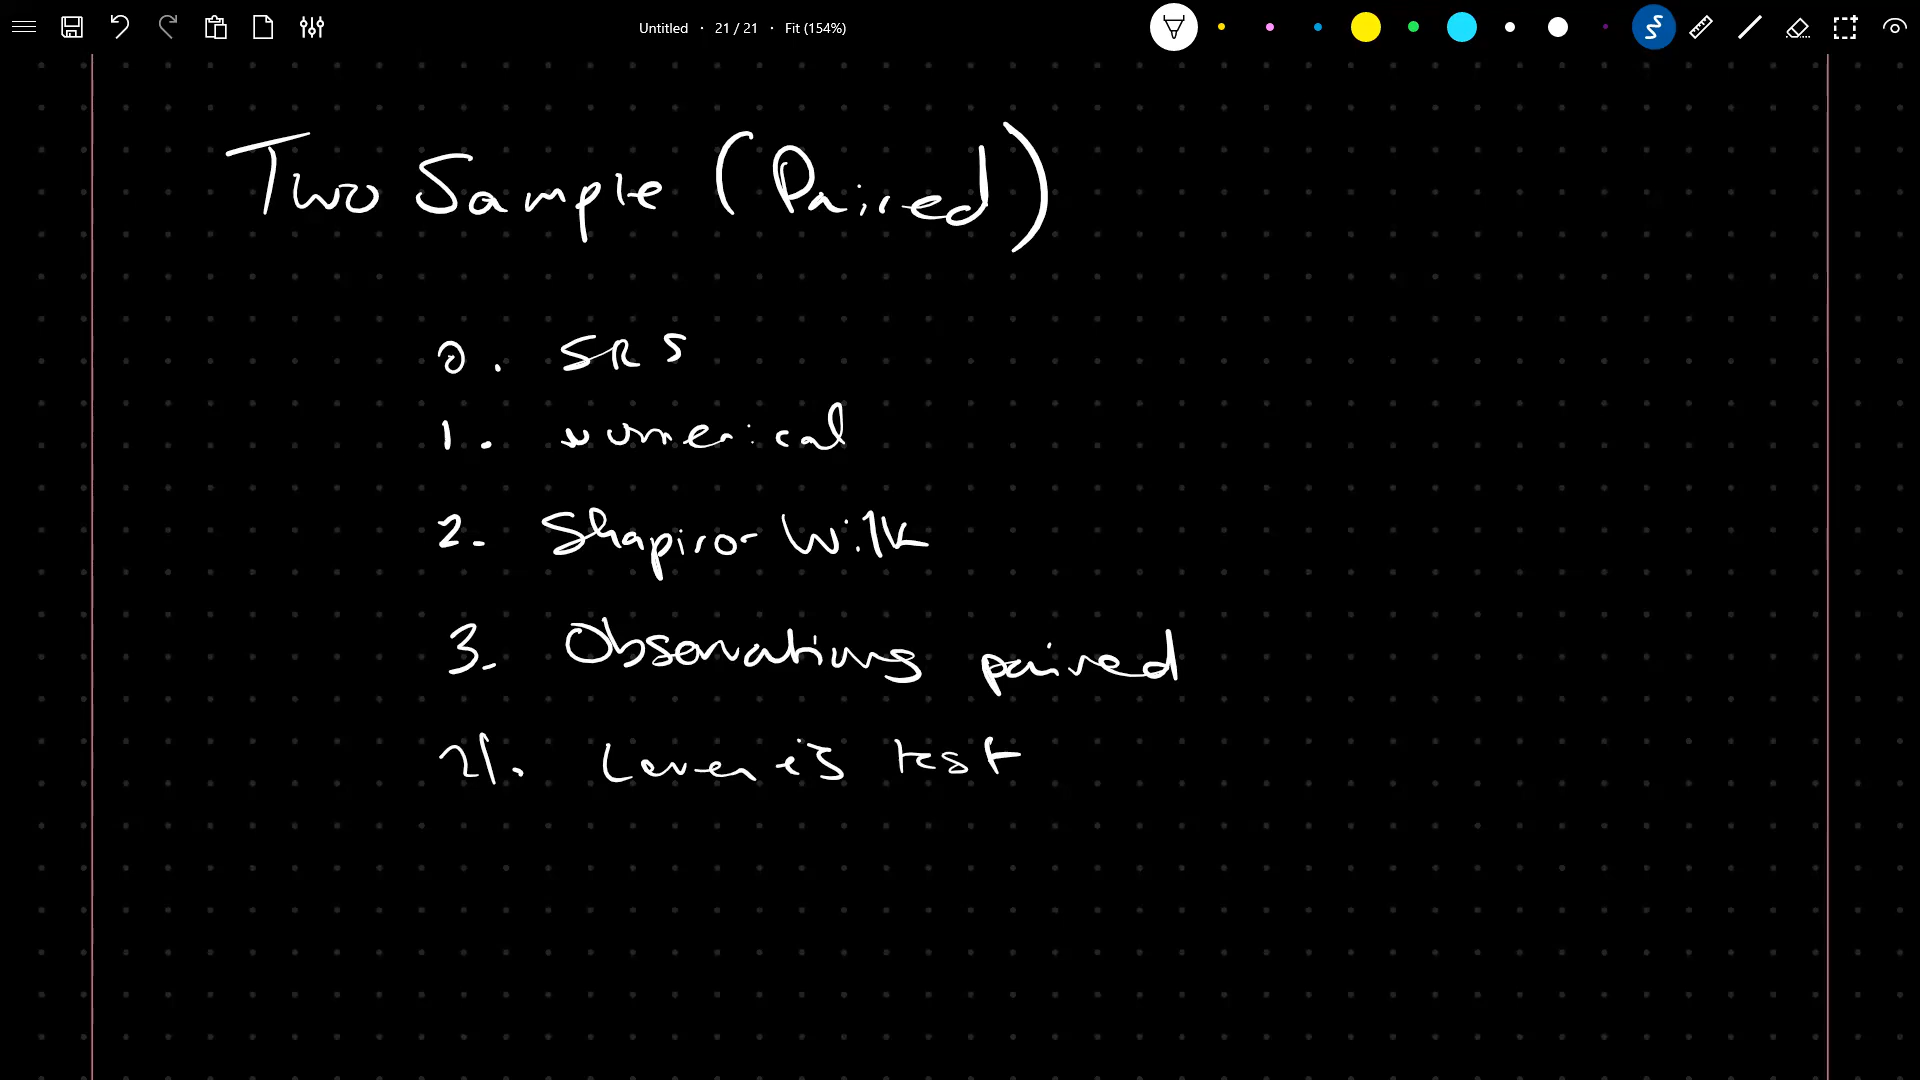 Untitled · 21 / 21 · Fit (154%)
Two Sample (Paired)
0. SRS
1. numerical
2. Shapiro-Wilk
3. Observations paired
4. Levene's test